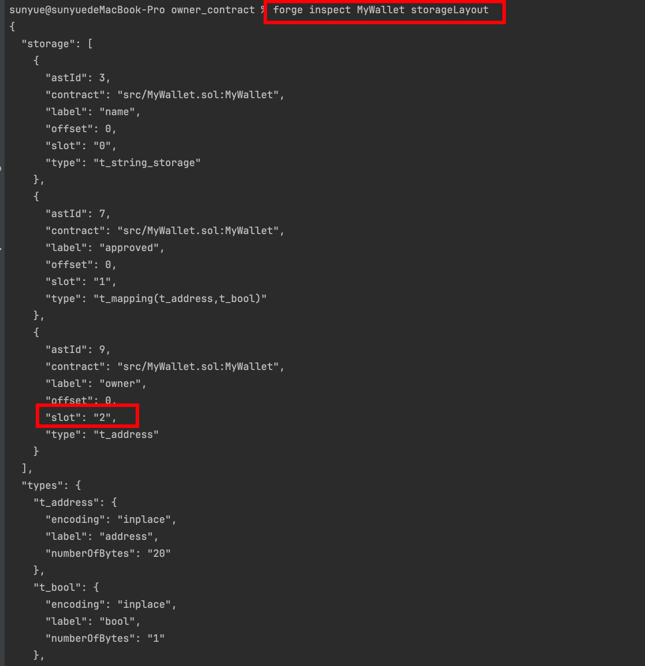 sunyue@sunyuedeMacBook-Pro owner_contract % forge inspect MyWallet storageLayout
{
  "storage": [
    {
      "astId": 3,
      "contract": "src/MyWallet.sol:MyWallet",
      "label": "name",
      "offset": 0,
      "slot": "0",
      "type": "t_string_storage"
    },
    {
      "astId": 7,
      "contract": "src/MyWallet.sol:MyWallet",
      "label": "approved",
      "offset": 0,
      "slot": "1",
      "type": "t_mapping(t_address,t_bool)"
    },
    {
      "astId": 9,
      "contract": "src/MyWallet.sol:MyWallet",
      "label": "owner",
      "offset": 0,
      "slot": "2",
      "type": "t_address"
    }
  ],
  "types": {
    "t_address": {
      "encoding": "inplace",
      "label": "address",
      "numberOfBytes": "20"
    },
    "t_bool": {
      "encoding": "inplace",
      "label": "bool",
      "numberOfBytes": "1"
    },